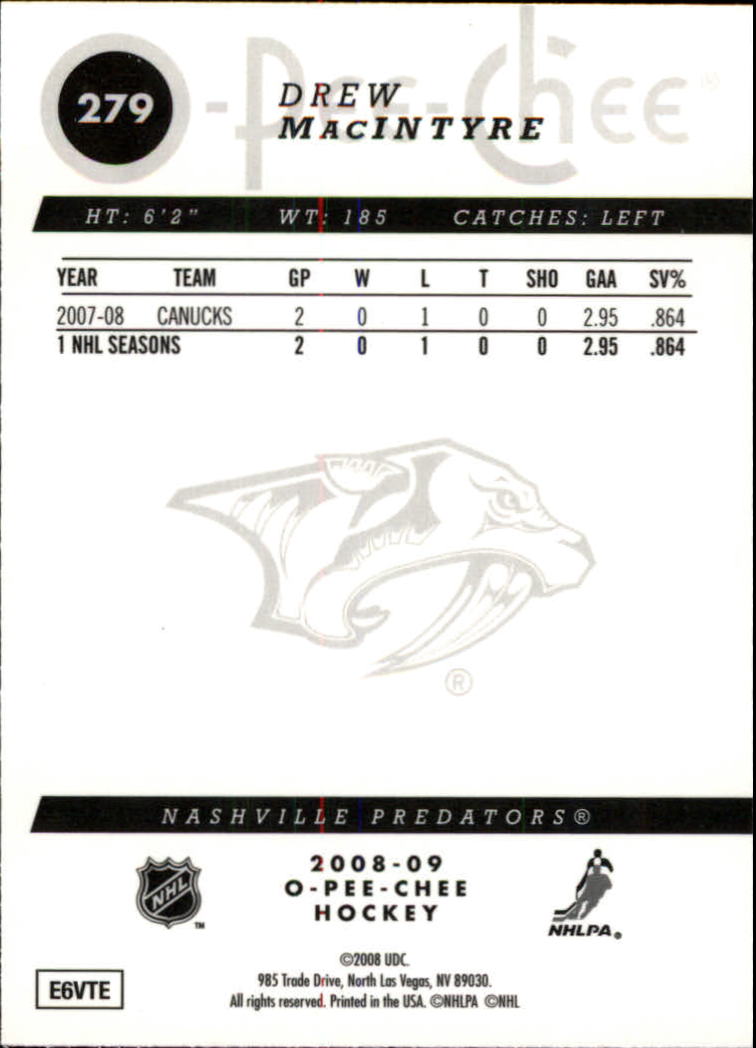 279
O-Pee-Chee®
DREW
MACINTYRE
HT: 6'2" WT: 185 CATCHES: LEFT
YEAR TEAM GP W L T SHO GAA SV%
2007-08 CANUCKS 2 0 1 0 0 2.95 .864
1 NHL SEASONS 2 0 1 0 0 2.95 .864
®
NASHVILLE PREDATORS®
NHL
™
2008-09
O-PEE-CHEE
HOCKEY
NHLPA®
©2008 UDC.
985 Trade Drive, North Las Vegas, NV 89030.
All rights reserved. Printed in the USA. ©NHLPA ©NHL
E6VTE